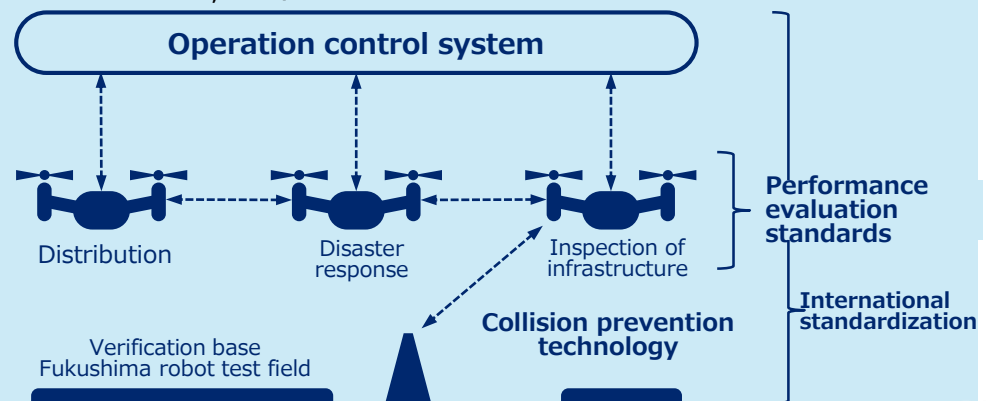 Operation control system
Distribution
Disaster
response
Inspection of
infrastructure
Performance
evaluation
standards
International
standardization
Collision prevention
technology
Verification base
Fukushima robot test field